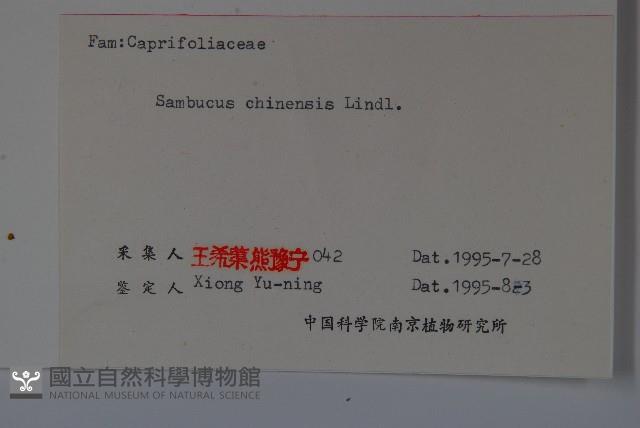 Fam:Caprifoliaceae
Sambucus chinensis Lindl.
采集人 王希蕖熊豫宁 042 Dat.1995-7-28
鉴定人 Xiong Yu-ning Dat.1995-8-3
中国科学院南京植物研究所
國立自然科學博物館
NATIONAL MUSEUM OF NATURAL SCIENCE